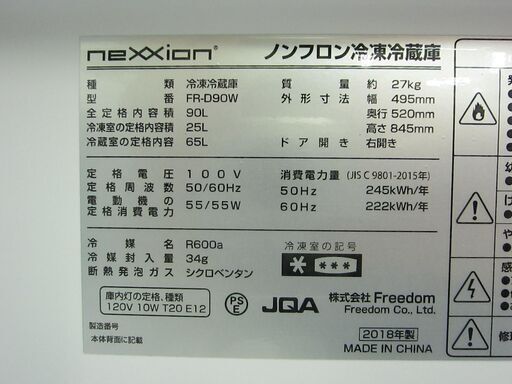 neXXion ノンフロン冷凍冷蔵庫
種類 冷凍冷蔵庫 質量 約 27kg
型名 FR-D90W 外形寸法 幅 495mm
全定格内容積 90L 奥行 520mm
冷凍室の定格内容積 25L 高さ 845mm
冷蔵室の定格内容積 65L ドア開き 右開き
定格電圧 100V 消費電力量 (JIS C 9801-2015年)
定格周波数 50/60Hz 50Hz 245kWh/年
電動機の定格消費電力 55/55W 60Hz 222kWh/年
冷媒名 R600a 冷凍室の記号
冷媒封入量 34g
断熱発泡ガス シクロペンタン
庫内灯の定格、種類
120V 10W T20 E12
PSE JQA 株式会社 Freedom
Freedom Co., Ltd.
製造番号
本体背面に記載
2018年製
MADE IN CHINA